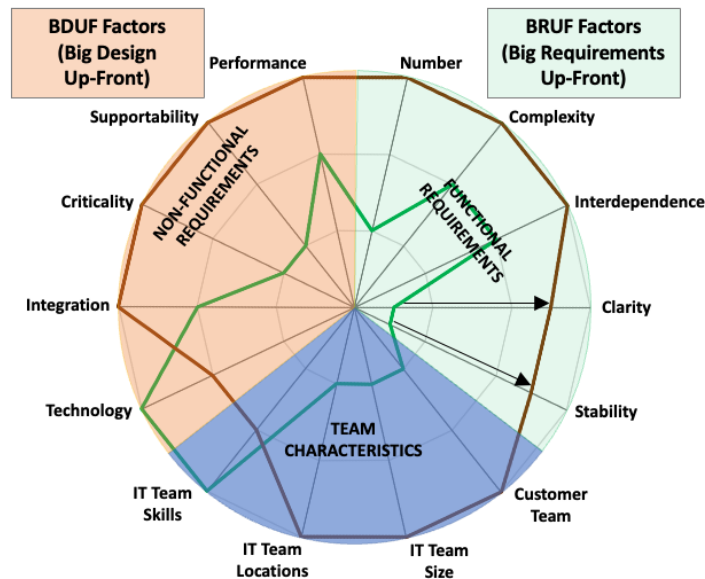 BDUF Factors
(Big Design
Up-Front)
BRUF Factors
(Big Requirements
Up-Front)
Performance
Number
Supportability
Complexity
NON-FUNCTIONAL
REQUIREMENTS
FUNCTIONAL
REQUIREMENTS
Criticality
Interdependence
Integration
Clarity
Technology
Stability
TEAM
CHARACTERISTICS
IT Team
Skills
Customer
Team
IT Team
Locations
IT Team
Size